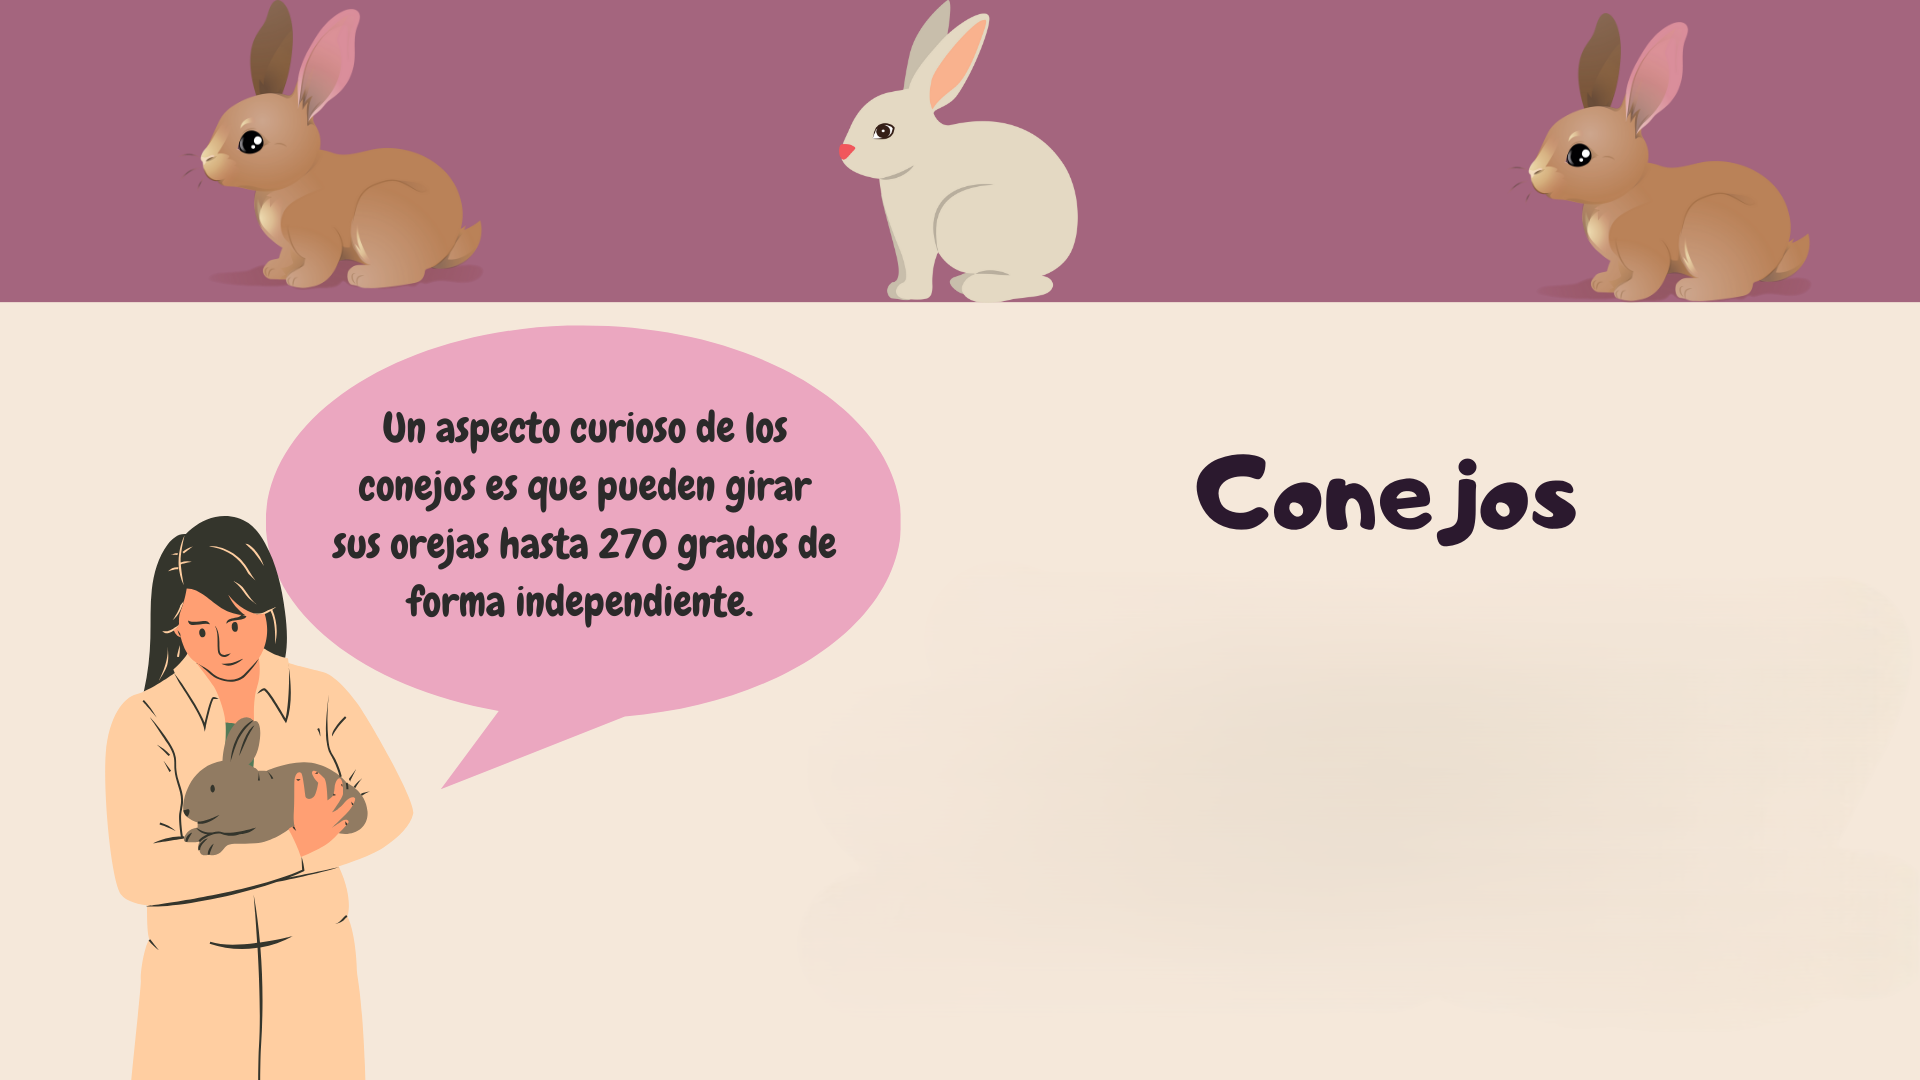 Un aspecto curioso de los
conejos es que pueden girar
sus orejas hasta 270 grados de
forma independiente.
Conejos